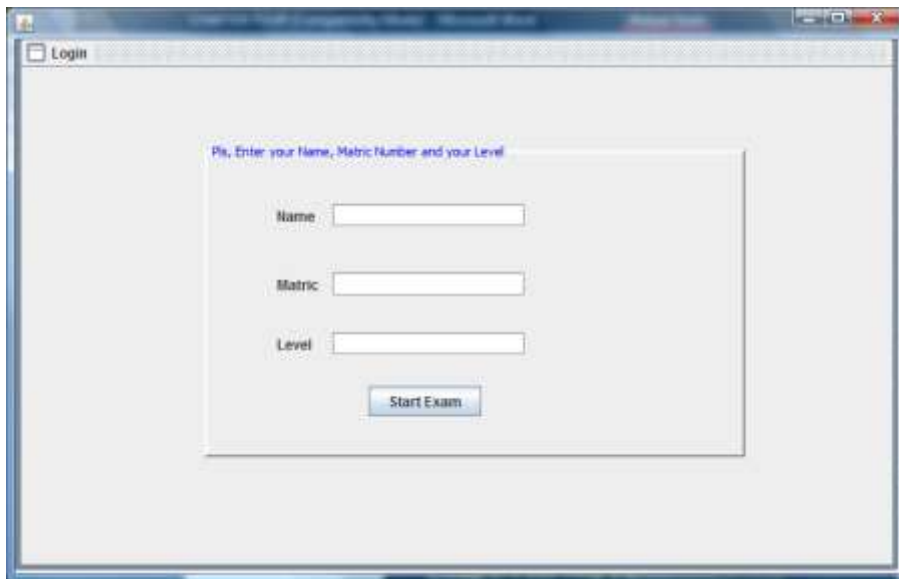 Login
Pls, Enter your Name, Matric Number and your Level
Name
Matric
Level
Start Exam